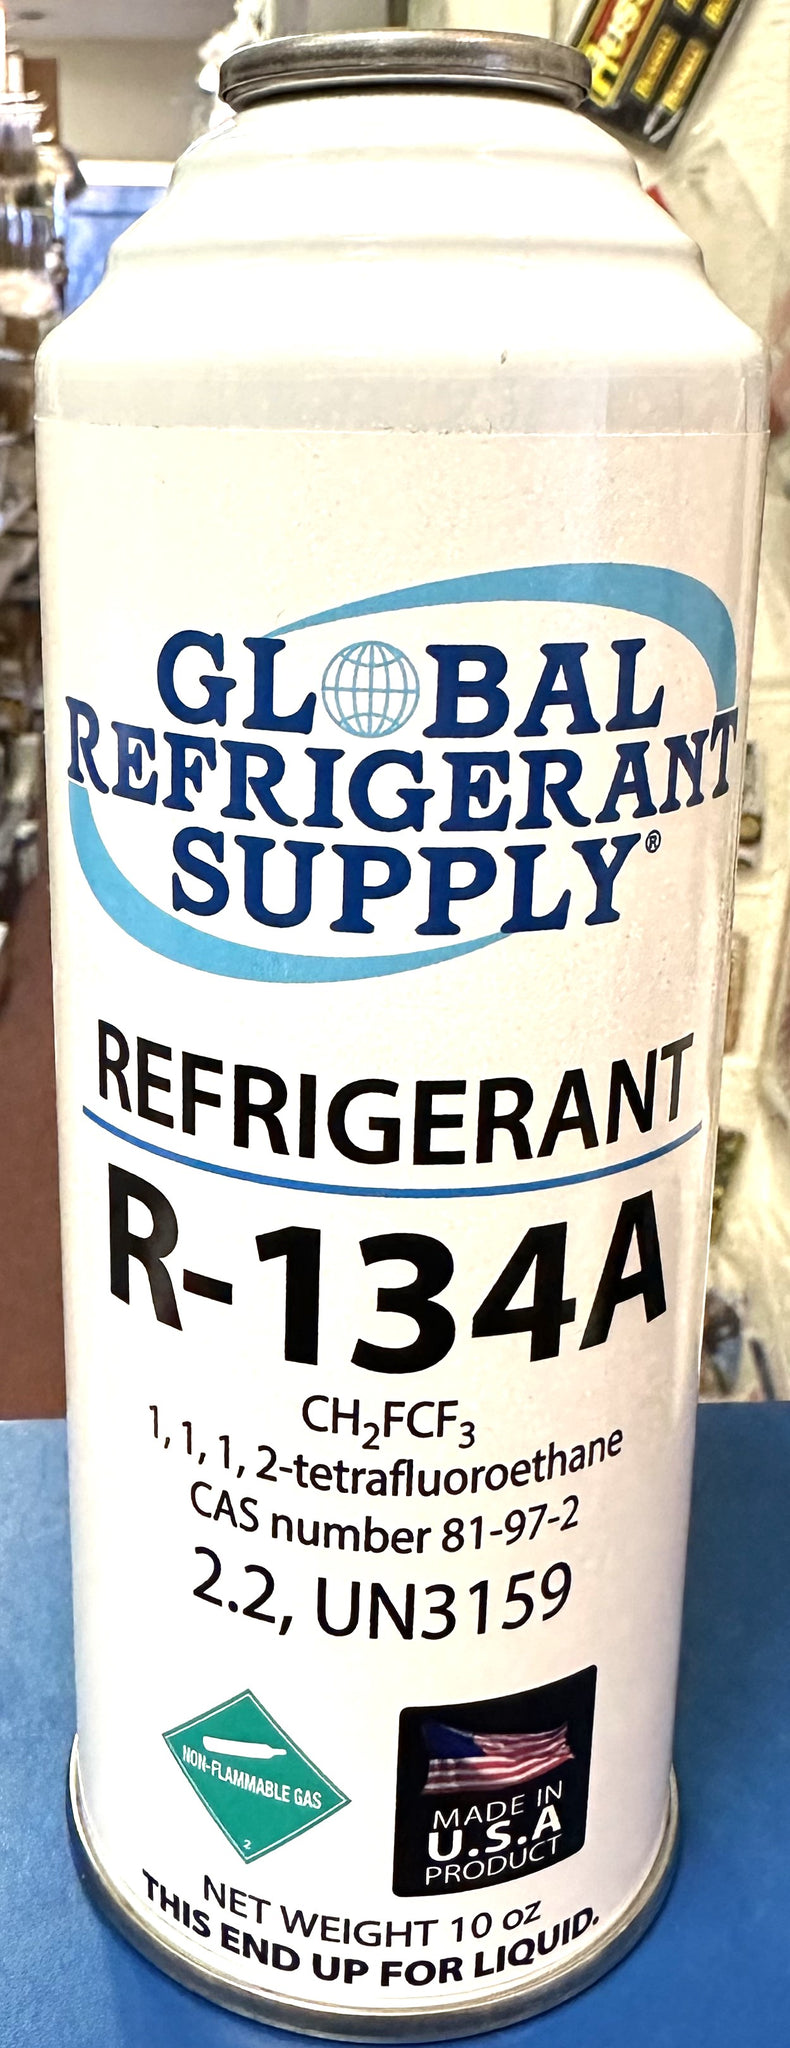 GLOBAL
REFRIGERANT
SUPPLY®
REFRIGERANT
R-134A
CH₂FCF₃
1, 1, 1, 2-tetrafluoroethane
CAS number 81-97-2
2.2, UN3159
NON-FLAMMABLE GAS
2
MADE IN
U.S.A
PRODUCT
NET WEIGHT 10 oz
THIS END UP FOR LIQUID.